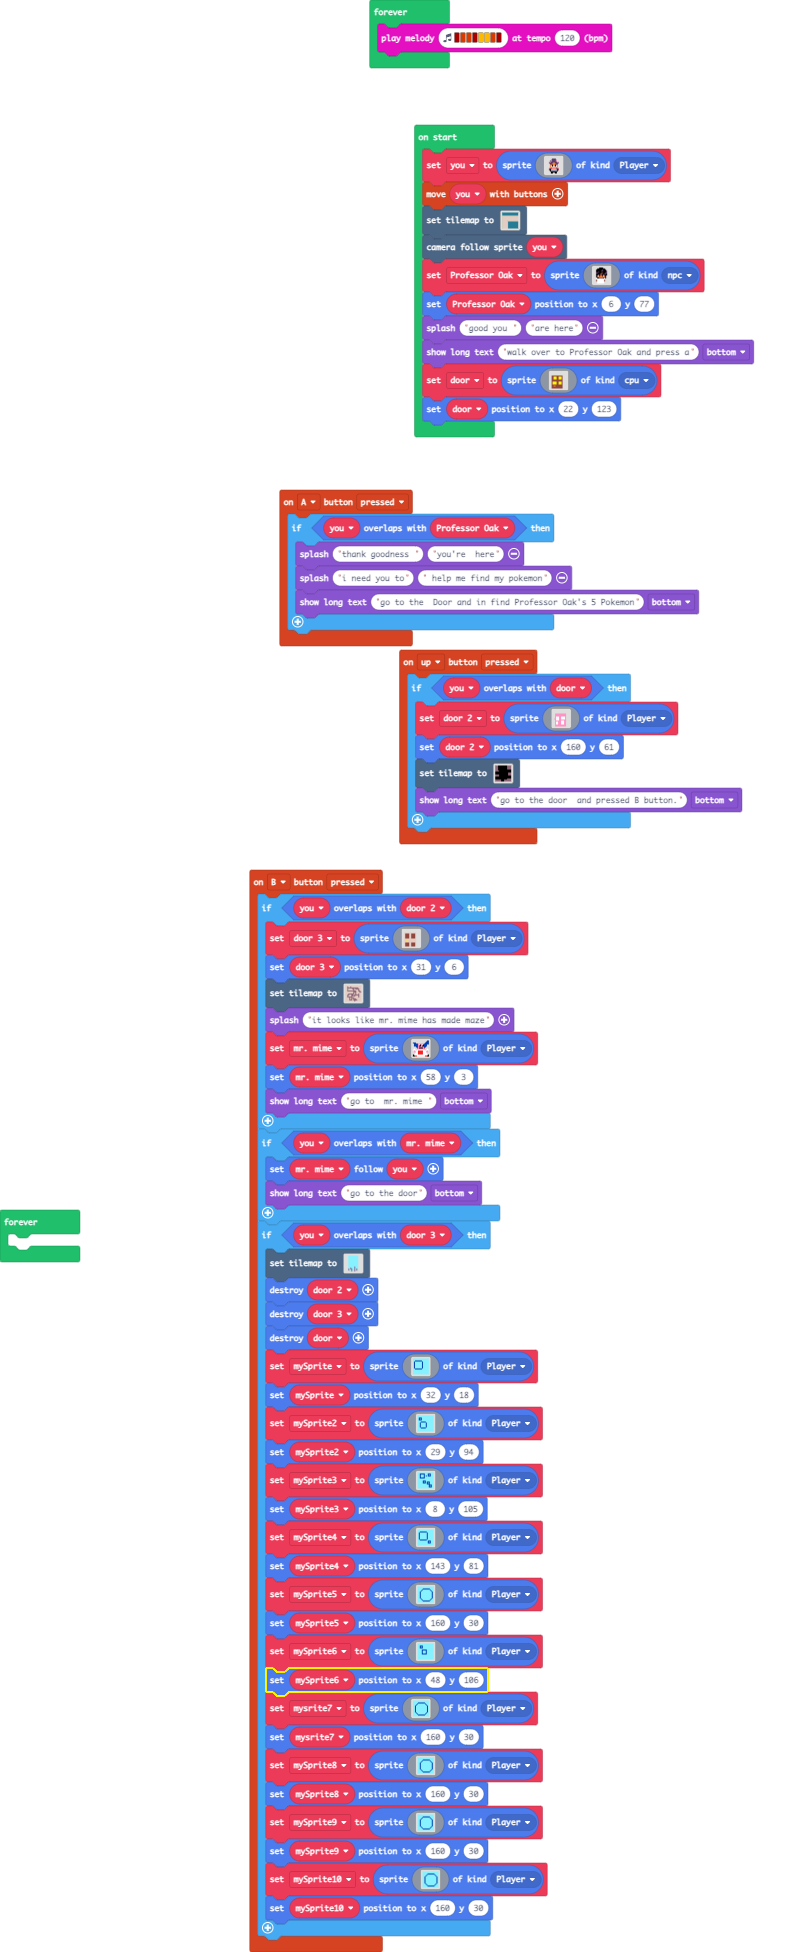 forever
play melody at tempo 120 (bpm)
on start
set you to sprite of kind Player
move you with buttons
set tilemap to
camera follow sprite you
set Professor Oak to sprite of kind npc
set Professor Oak position to x 6 y 77
splash "good you " "are here"
show long text "walk over to Professor Oak and press a" bottom
set door to sprite of kind cpu
set door position to x 22 y 123
on A button pressed
if you overlaps with Professor Oak then
splash "thank goodness " "you're  here"
splash "i need you to" " help me find my pokemon"
show long text "go to the  Door and in find Professor Oak's 5 Pokemon" bottom
on up button pressed
if you overlaps with door then
set door 2 to sprite of kind Player
set door 2 position to x 160 y 61
set tilemap to
show long text "go to the door  and pressed B button." bottom
on B button pressed
if you overlaps with door 2 then
set door 3 to sprite of kind Player
set door 3 position to x 31 y 6
set tilemap to
splash "it looks like mr. mime has made maze"
set mr. mime to sprite of kind Player
set mr. mime position to x 58 y 3
show long text "go to  mr. mime " bottom
if you overlaps with mr. mime then
set mr. mime follow you
show long text "go to the door" bottom
forever
if you overlaps with door 3 then
set tilemap to
destroy door 2
destroy door 3
destroy door
set mySprite to sprite of kind Player
set mySprite position to x 32 y 18
set mySprite2 to sprite of kind Player
set mySprite2 position to x 29 y 94
set mySprite3 to sprite of kind Player
set mySprite3 position to x 8 y 105
set mySprite4 to sprite of kind Player
set mySprite4 position to x 143 y 81
set mySprite5 to sprite of kind Player
set mySprite5 position to x 160 y 30
set mySprite6 to sprite of kind Player
set mySprite6 position to x 48 y 106
set mysrite7 to sprite of kind Player
set mysrite7 position to x 160 y 30
set mySprite8 to sprite of kind Player
set mySprite8 position to x 160 y 30
set mySprite9 to sprite of kind Player
set mySprite9 position to x 160 y 30
set mySprite10 to sprite of kind Player
set mySprite10 position to x 160 y 30